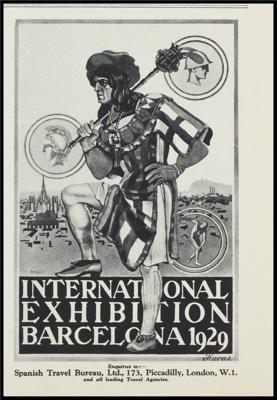 INTERNATIONAL
EXHIBITION
BARCELONA 1929
Havas.
Enquiries to:—
Spanish Travel Bureau, Ltd., 173, Piccadilly, London, W.1.
and all leading Travel Agencies.